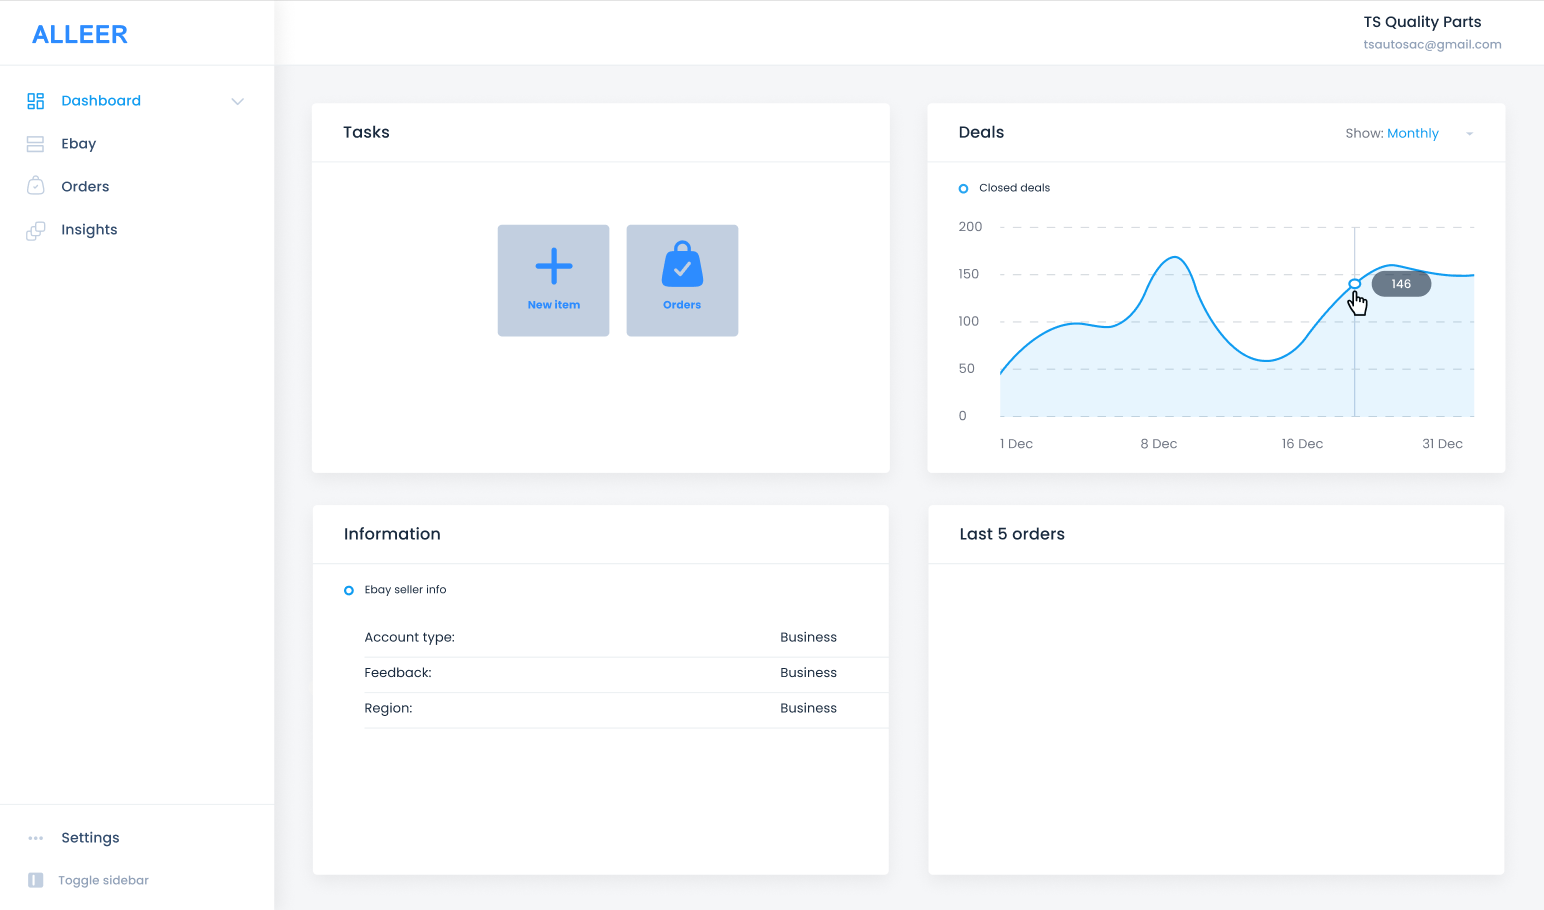 ALLEER
TS Quality Parts
tsautosac@gmail.com
Dashboard
Ebay
Orders
Insights
Settings
Toggle sidebar
Tasks
New item
Orders
Deals
Show: Monthly
Closed deals
200
150
100
50
0
146
1 Dec
8 Dec
16 Dec
31 Dec
Information
Ebay seller info
Account type: Business
Feedback: Business
Region: Business
Last 5 orders